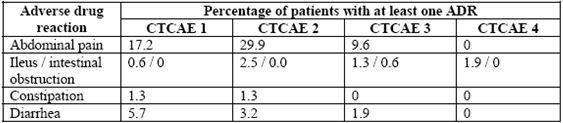 Adverse drug reaction Percentage of patients with at least one ADR
CTCAE 1 CTCAE 2 CTCAE 3 CTCAE 4
Abdominal pain 17.2 29.9 9.6 0
Ileus / intestinal obstruction 0.6 / 0 2.5 / 0.0 1.3 / 0.6 1.9 / 0
Constipation 1.3 1.3 0 0
Diarrhea 5.7 3.2 1.9 0